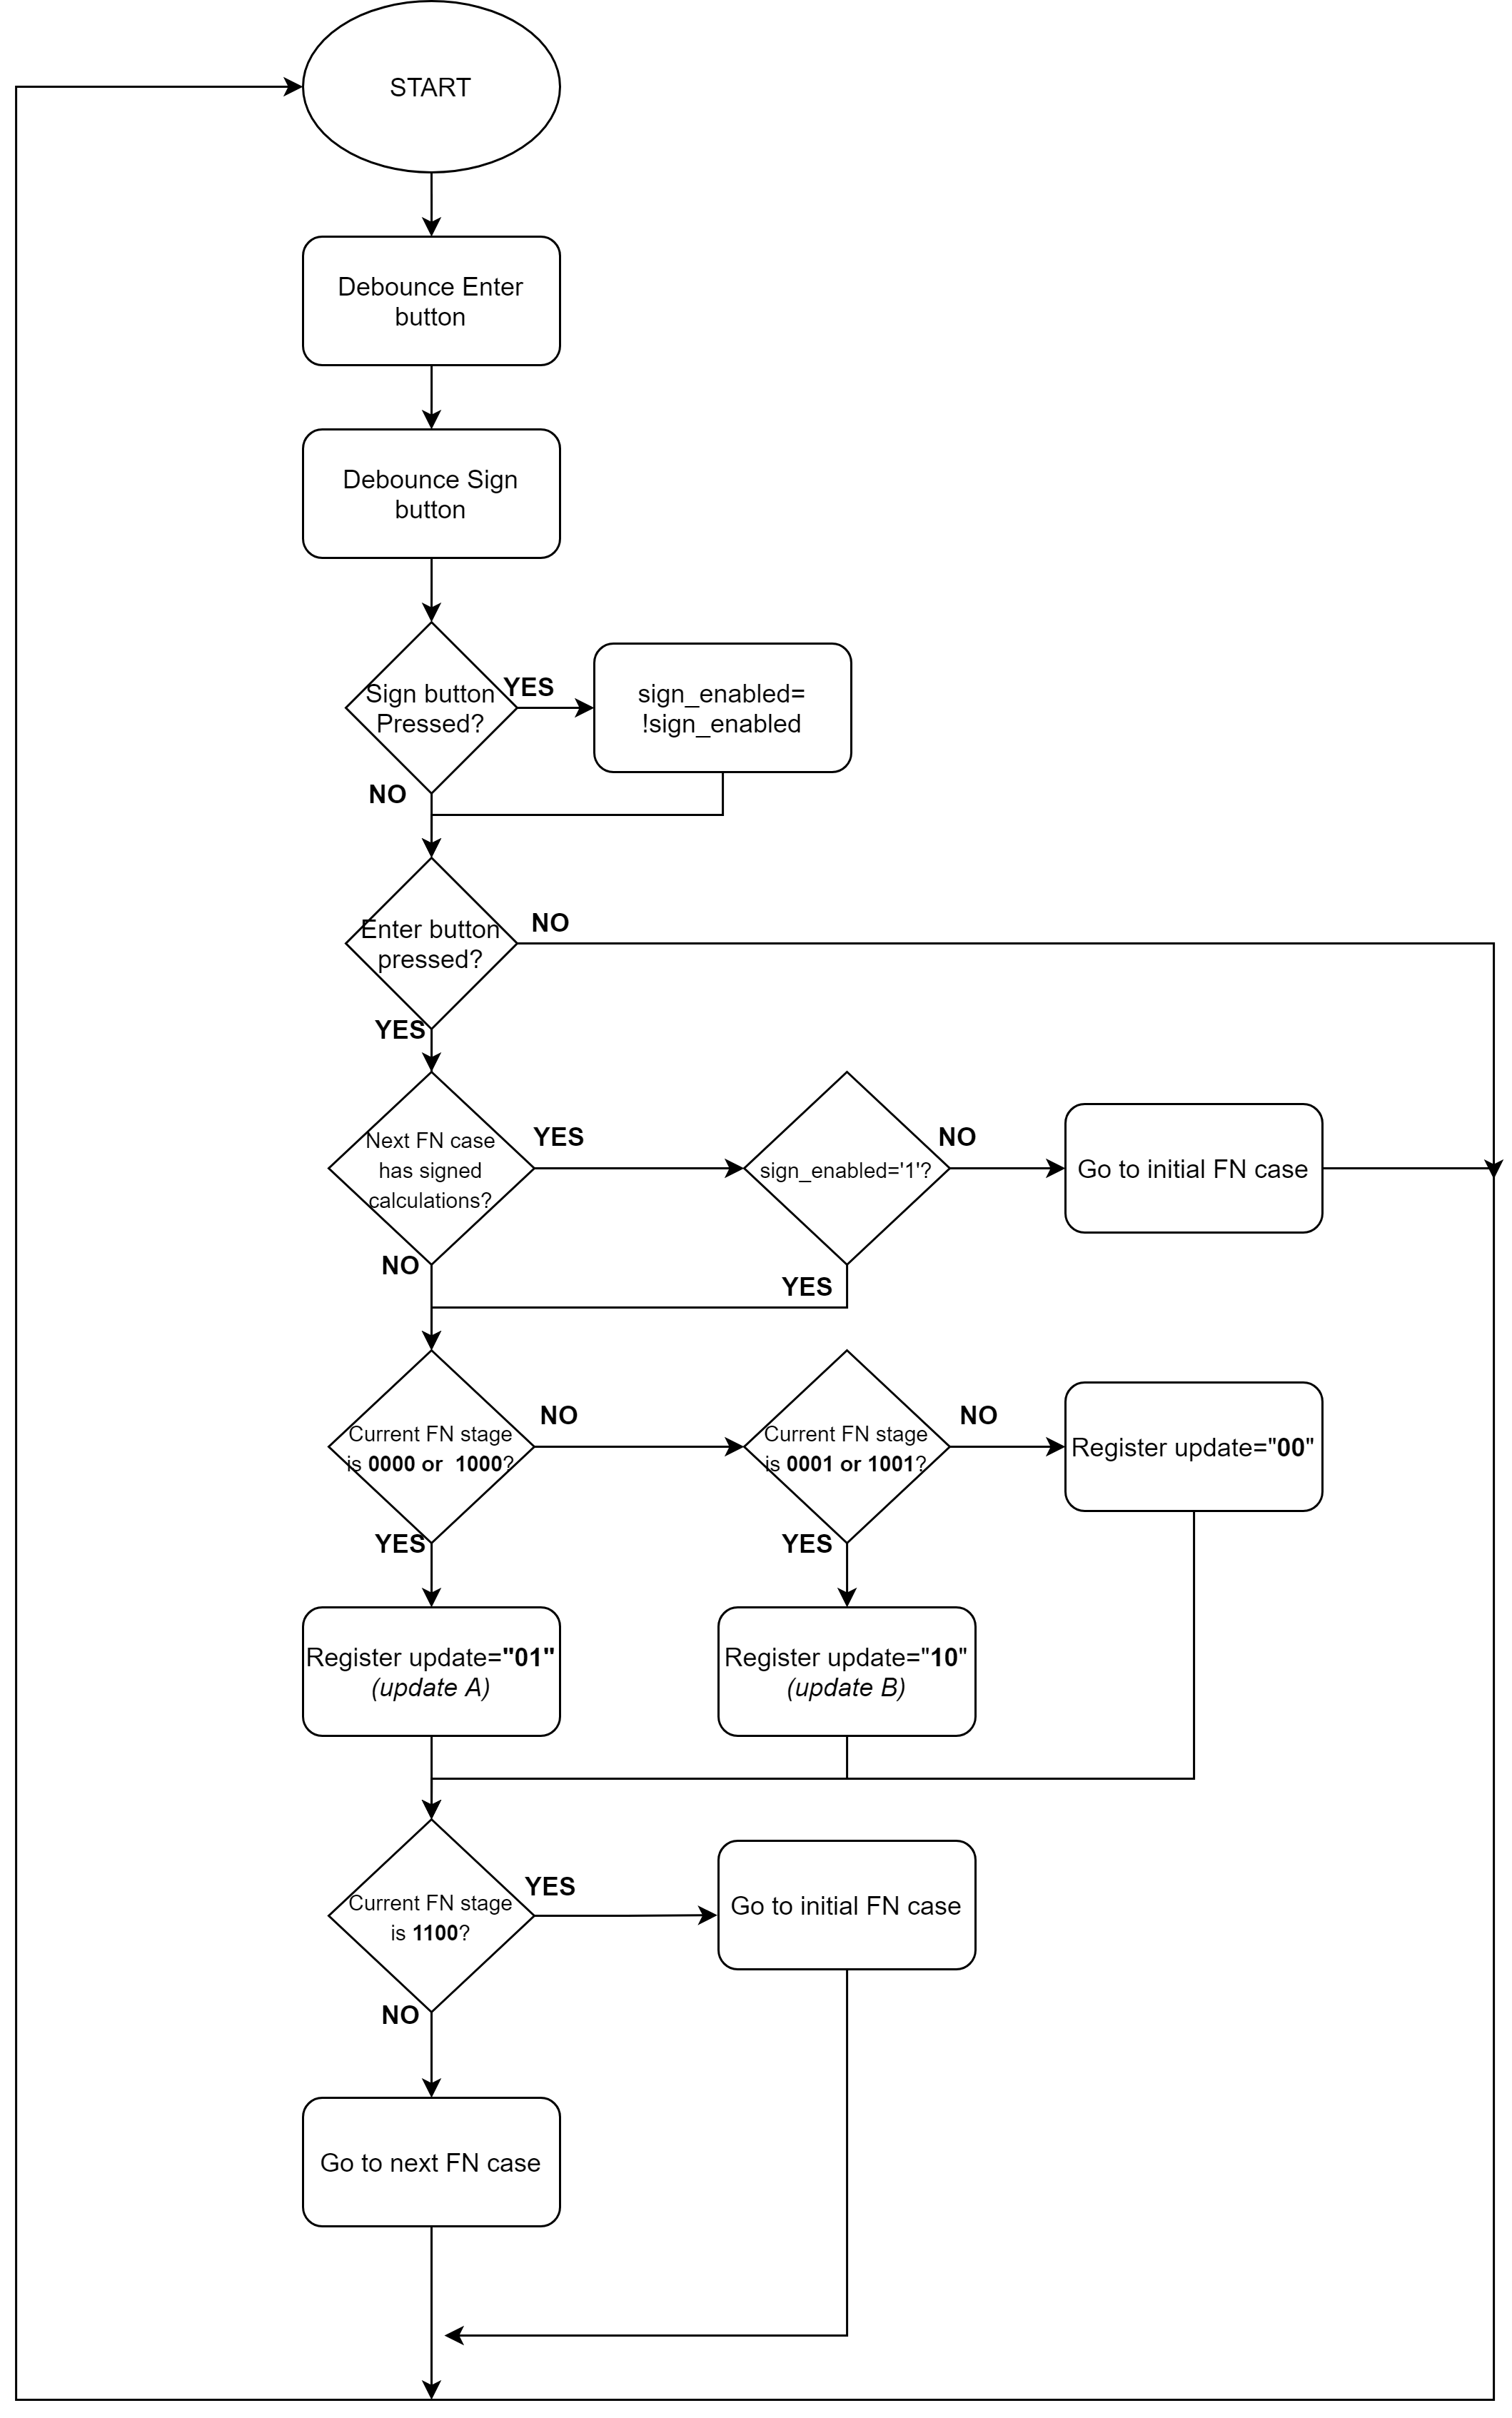 START
Debounce Enter
button
Debounce Sign
button
Sign button
Pressed?
YES
sign_enabled=
!sign_enabled
NO
Enter button
pressed?
NO
YES
Next FN case
has signed
calculations?
YES
sign_enabled='1'?
NO
Go to initial FN case
NO
YES
Current FN stage
is 0000 or 1000?
NO
Current FN stage
is 0001 or 1001?
NO
Register update="00"
YES
YES
Register update="01"
(update A)
Register update="10"
(update B)
Current FN stage
is 1100?
YES
Go to initial FN case
NO
Go to next FN case